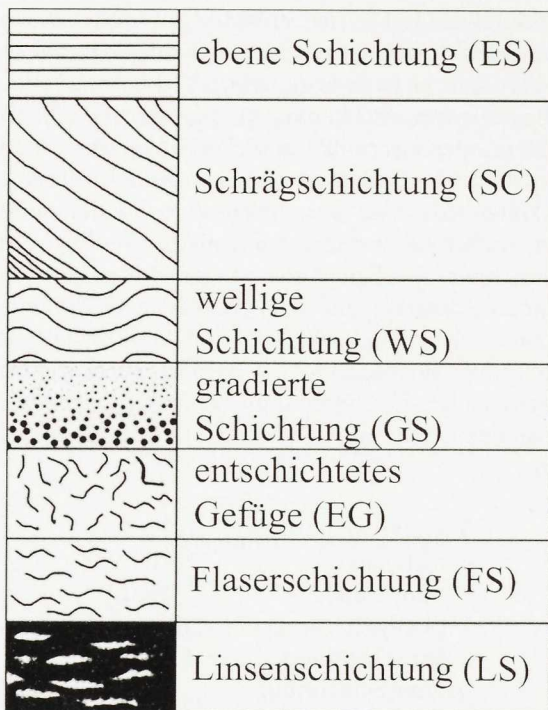 ebene Schichtung (ES)
Schrägschichtung (SC)
wellige
Schichtung (WS)
gradierte
Schichtung (GS)
entschichtetes
Gefüge (EG)
Flaserschichtung (FS)
Linsenschichtung (LS)